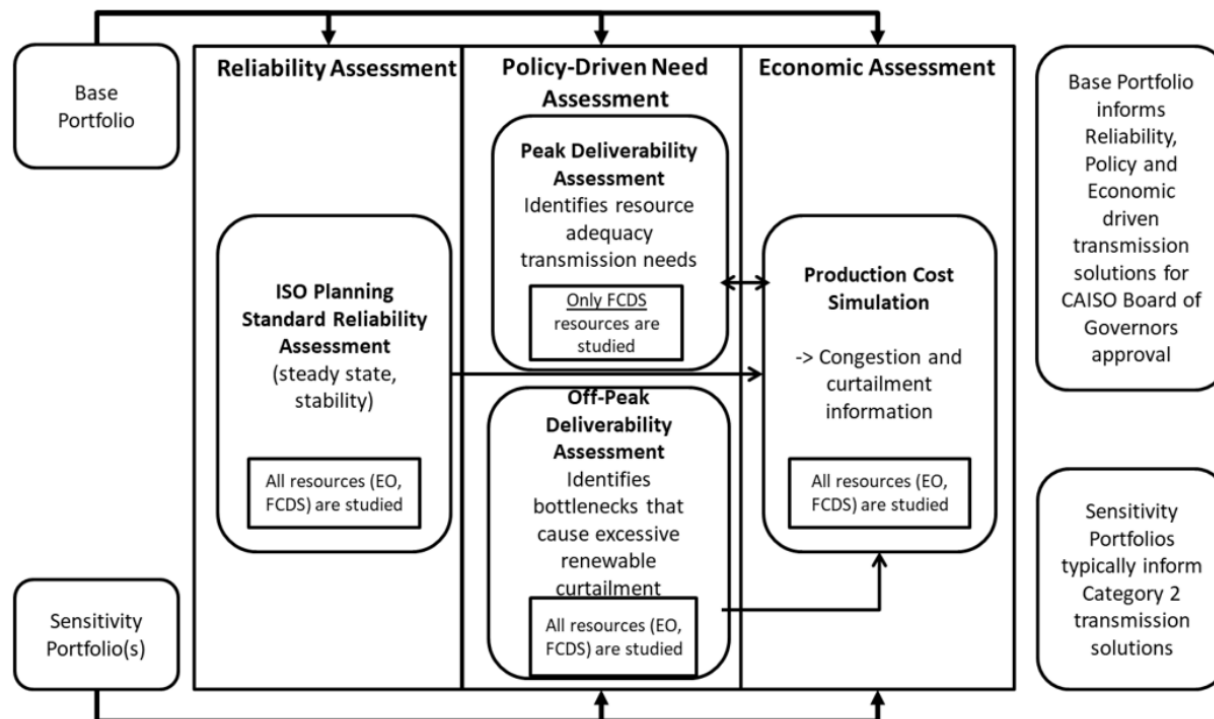 Base
Portfolio
Sensitivity
Portfolio(s)
Reliability Assessment
ISO Planning
Standard Reliability
Assessment
(steady state,
stability)
All resources (EO,
FCDS) are studied
Policy-Driven Need
Assessment
Peak Deliverability
Assessment
Identifies resource
adequacy
transmission needs
Only FCDS
resources are
studied
Off-Peak
Deliverability
Assessment
Identifies
bottlenecks that
cause excessive
renewable
curtailment
All resources (EO,
FCDS) are studied
Economic Assessment
Production Cost
Simulation
-> Congestion and
curtailment
information
All resources (EO,
FCDS) are studied
Base Portfolio
informs
Reliability,
Policy and
Economic
driven
transmission
solutions for
CAISO Board of
Governors
approval
Sensitivity
Portfolios
typically inform
Category 2
transmission
solutions